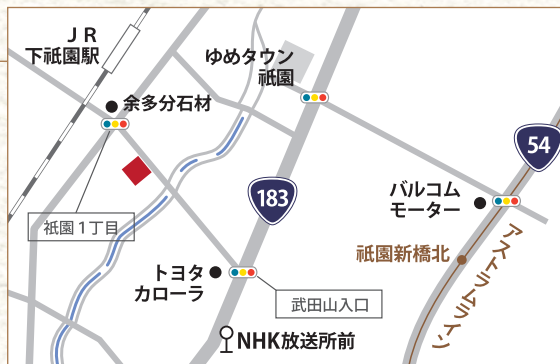 ＪＲ
下祇園駅
余多分石材
ゆめタウン
祇園
54
183
バルコム
モーター
祇園１丁目
祇園新橋北
アストラムライン
トヨタ
カローラ
武田山入口
NHK放送所前